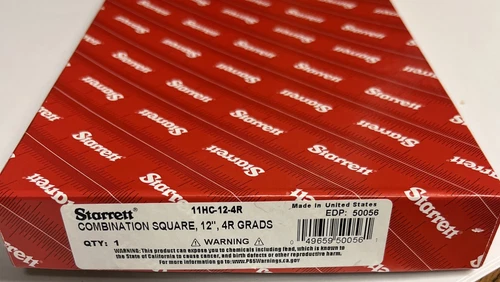 Starrett
11HC-12-4R
Made in United States
EDP: 50056
COMBINATION SQUARE, 12", 4R GRADS
QTY: 1
⚠ WARNING ⚠
0 49659 50056
WARNING: This product can expose you to chemicals including lead, which is known to
the State of California to cause cancer, and birth defects or other reproductive harm.
For more information go to: www.P65Warnings.ca.gov